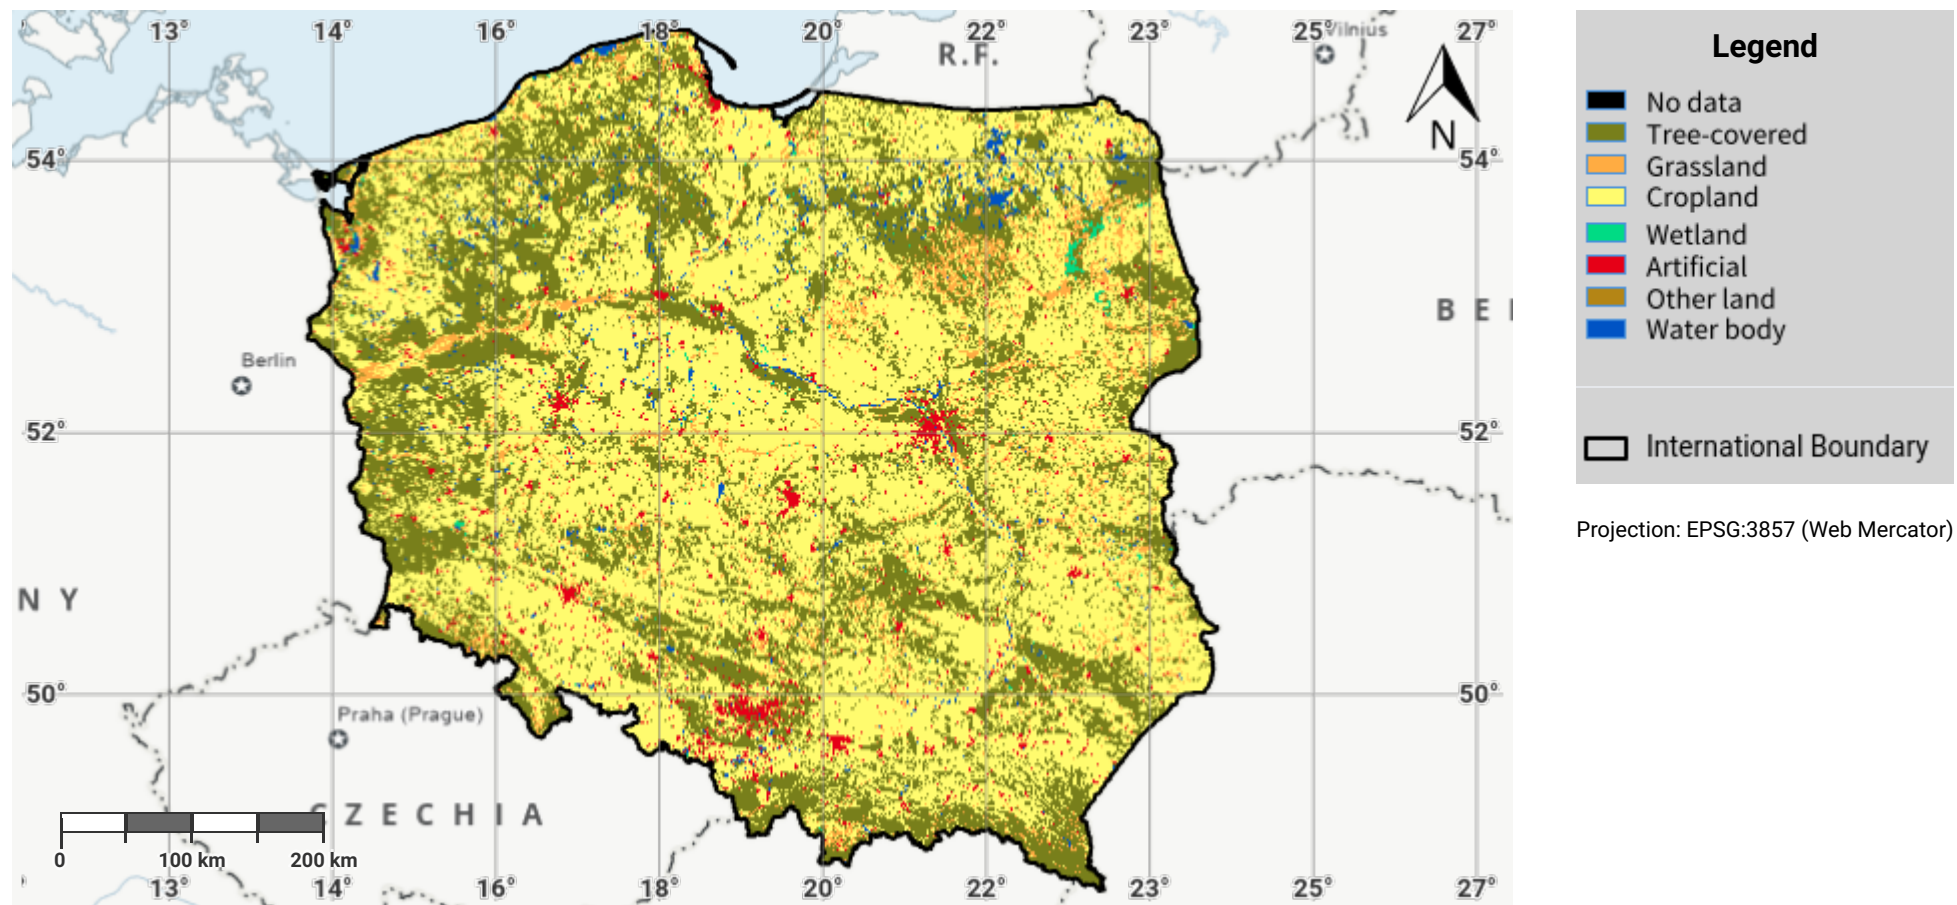 13° 14° 16° 18° 20° 22° 23° 25° 27°
Vilnius
R.F.
N
54° 54°
BE
Berlin
52° 52°
N Y
50° 50°
Praha (Prague)
CZECHIA
0 100 km 200 km
13° 14° 16° 18° 20° 22° 23° 25° 27°
Legend
No data
Tree-covered
Grassland
Cropland
Wetland
Artificial
Other land
Water body
International Boundary
Projection: EPSG:3857 (Web Mercator)